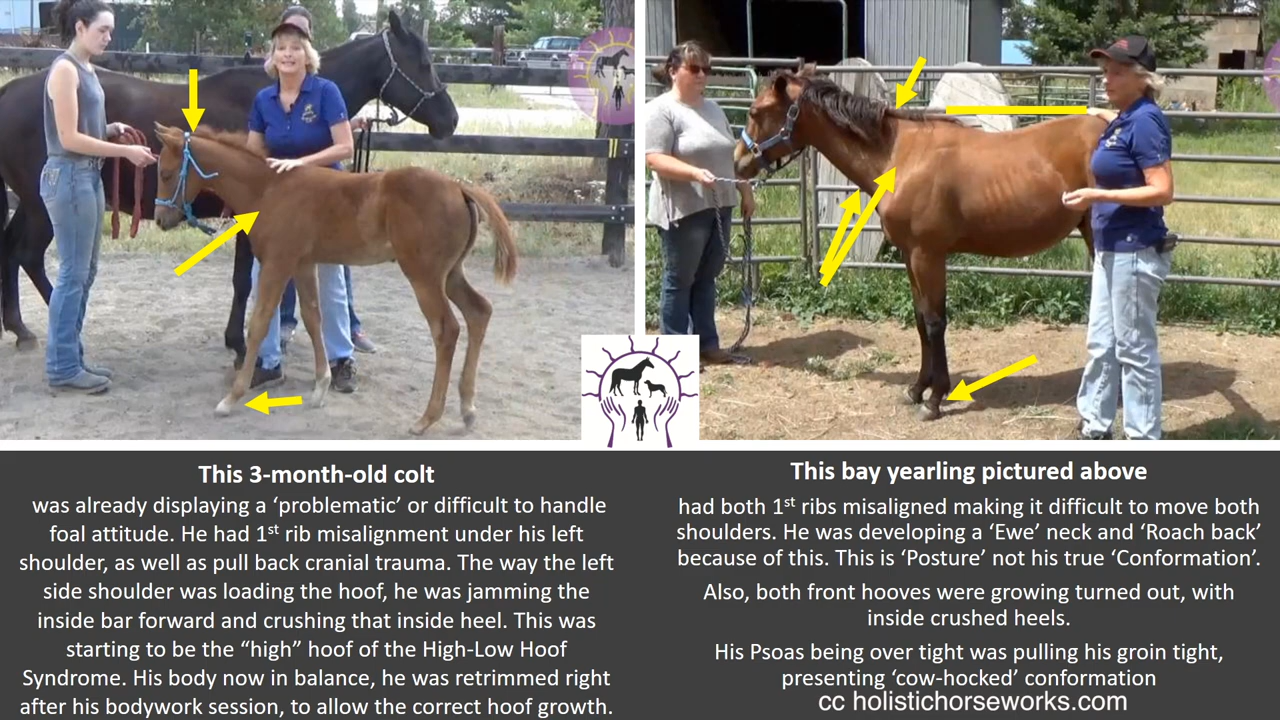 This 3-month-old colt
was already displaying a ‘problematic’ or difficult to handle
foal attitude. He had 1st rib misalignment under his left
shoulder, as well as pull back cranial trauma. The way the left
side shoulder was loading the hoof, he was jamming the
inside bar forward and crushing that inside heel. This was
starting to be the “high” hoof of the High-Low Hoof
Syndrome. His body now in balance, he was retrimmed right
after his bodywork session, to allow the correct hoof growth.
This bay yearling pictured above
had both 1st ribs misaligned making it difficult to move both
shoulders. He was developing a ‘Ewe’ neck and ‘Roach back’
because of this. This is ‘Posture’ not his true ‘Conformation’.
Also, both front hooves were growing turned out, with
inside crushed heels.
His Psoas being over tight was pulling his groin tight,
presenting ‘cow-hocked’ conformation
cc holistichorseworks.com